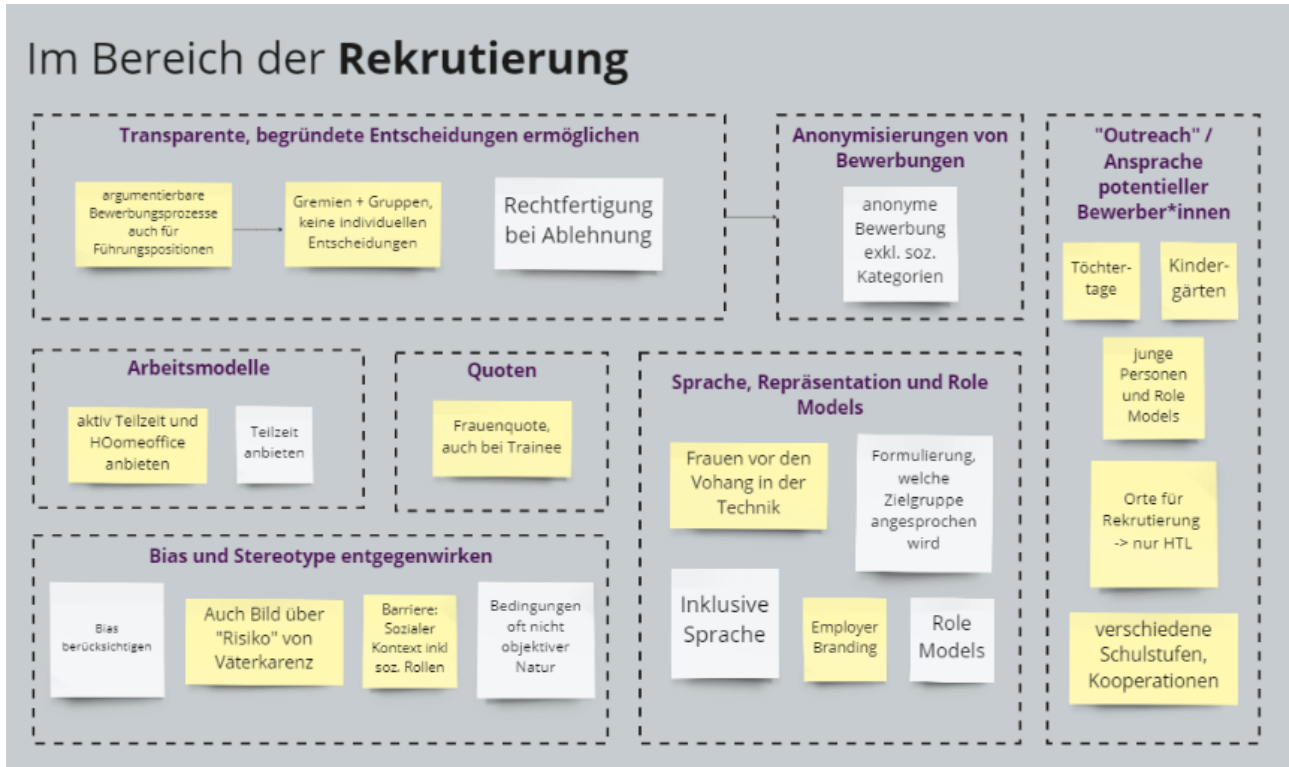 Im Bereich der Rekrutierung
Transparente, begründete Entscheidungen ermöglichen
argumentierbare
Bewerbungsprozesse
auch für
Führungspositionen
Gremien + Gruppen,
keine individuellen
Entscheidungen
Rechtfertigung
bei Ablehnung
Anonymisierungen von
Bewerbungen
anonyme
Bewerbung
exkl. soz.
Kategorien
"Outreach" /
Ansprache
potentieller
Bewerber*innen
Töchter-
tage
Kinder-
gärten
junge
Personen
und Role
Models
Orte für
Rekrutierung
-> nur HTL
verschiedene
Schulstufen,
Kooperationen
Arbeitsmodelle
aktiv Teilzeit und
HOomeoffice
anbieten
Teilzeit
anbieten
Quoten
Frauenquote,
auch bei Trainee
Sprache, Repräsentation und Role
Models
Frauen vor den
Vohang in der
Technik
Formulierung,
welche
Zielgruppe
angesprochen
wird
Inklusive
Sprache
Employer
Branding
Role
Models
Bias und Stereotype entgegenwirken
Bias
berücksichtigen
Auch Bild über
"Risiko" von
Väterkarenz
Barriere:
Sozialer
Kontext inkl
soz. Rollen
Bedingungen
oft nicht
objektiver
Natur